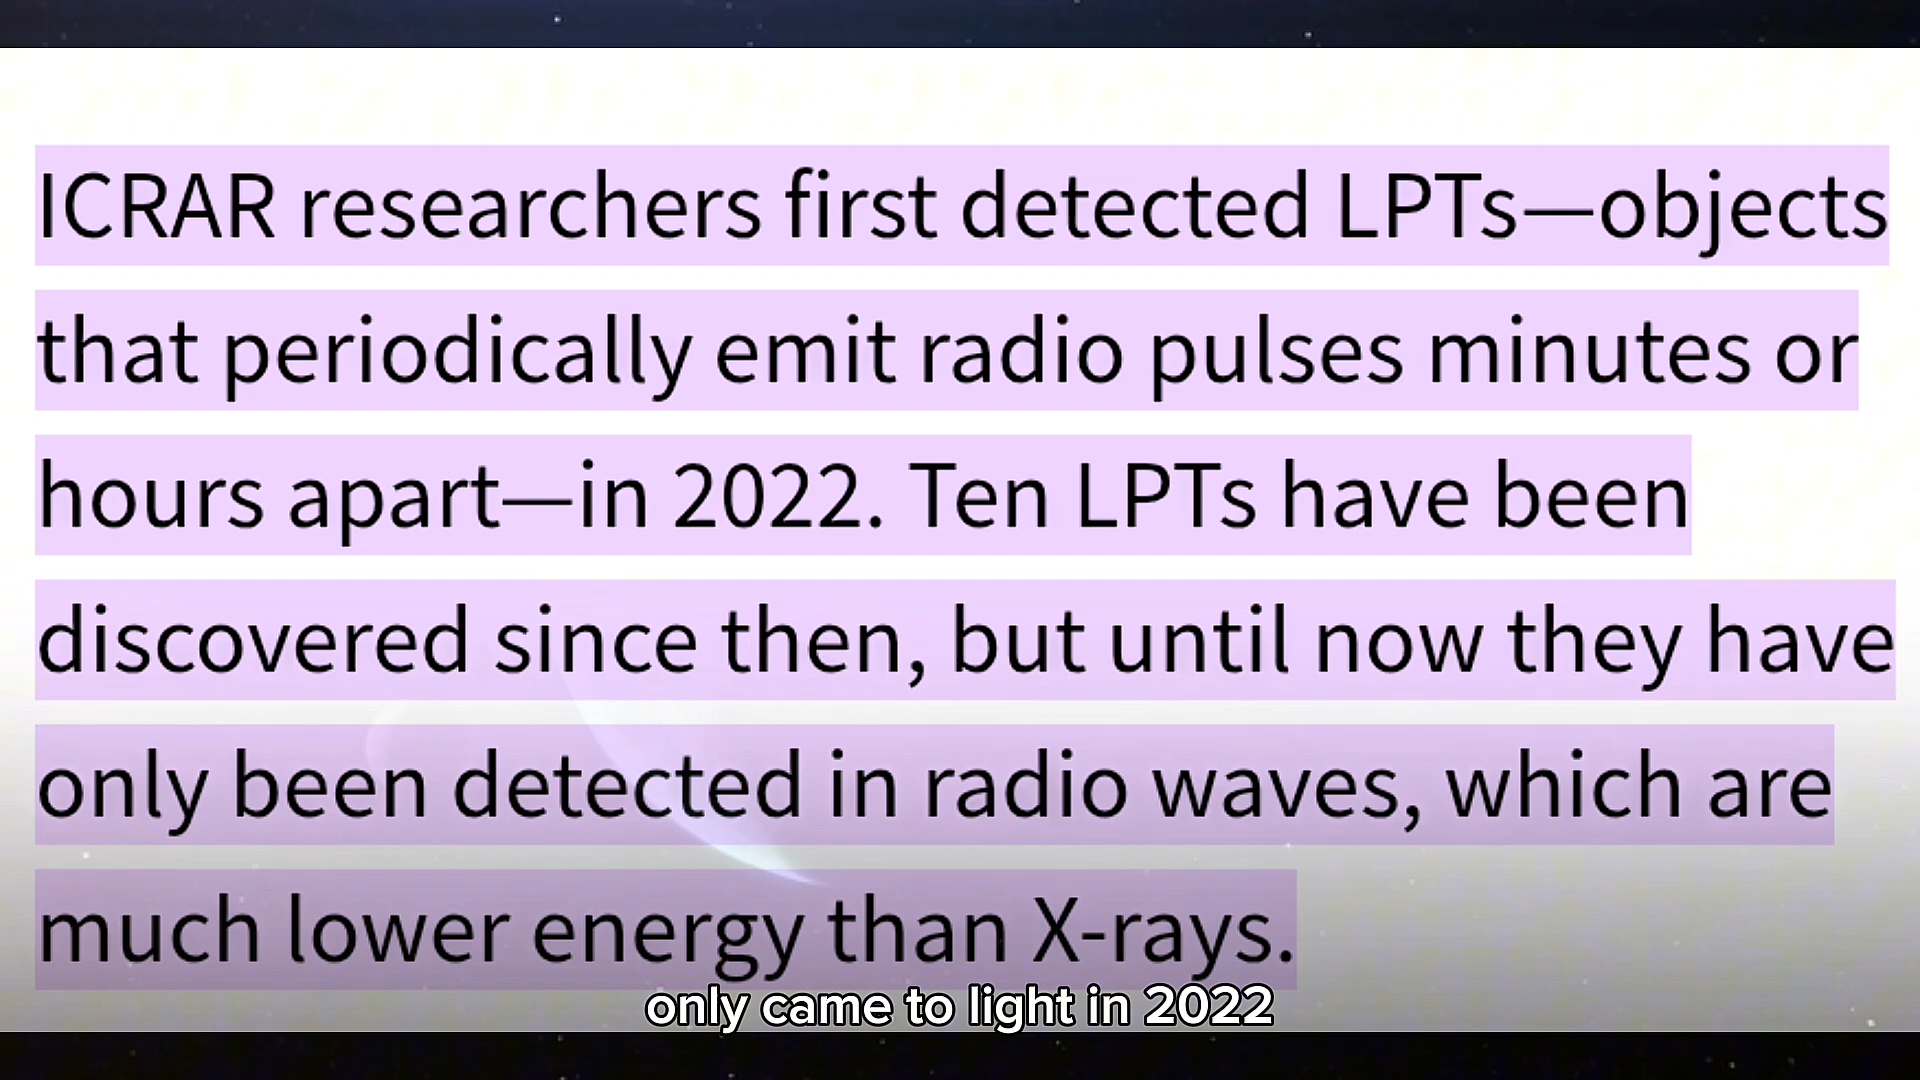 ICRAR researchers first detected LPTs—objects
that periodically emit radio pulses minutes or
hours apart—in 2022. Ten LPTs have been
discovered since then, but until now they have
only been detected in radio waves, which are
much lower energy than X-rays.
only came to light in 2022